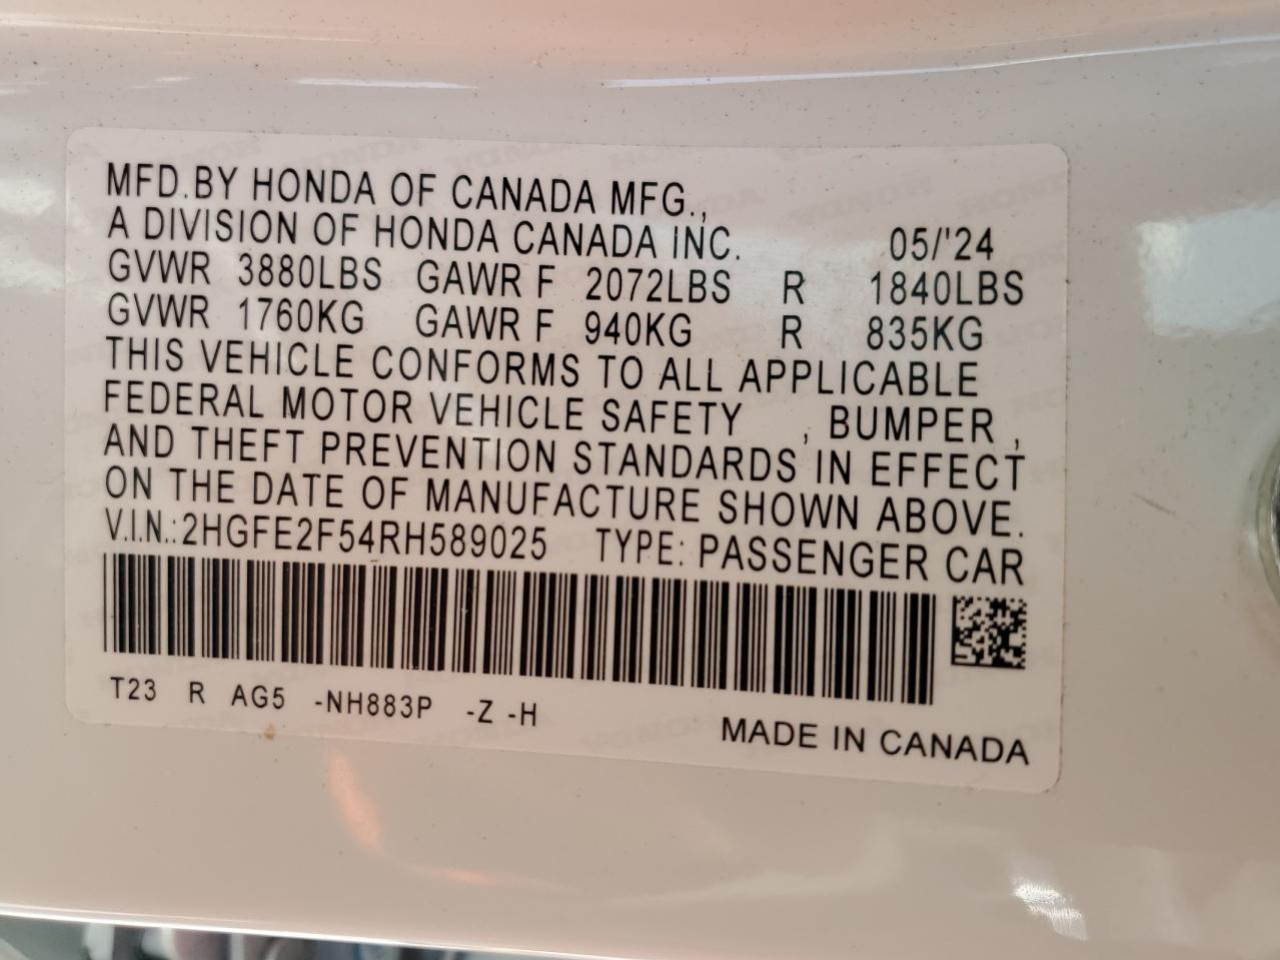 MFD.BY HONDA OF CANADA MFG.,
A DIVISION OF HONDA CANADA INC. 05/'24
GVWR 3880LBS GAWR F 2072LBS R 1840LBS
GVWR 1760KG GAWR F 940KG R 835KG
THIS VEHICLE CONFORMS TO ALL APPLICABLE
FEDERAL MOTOR VEHICLE SAFETY , BUMPER ,
AND THEFT PREVENTION STANDARDS IN EFFECT
ON THE DATE OF MANUFACTURE SHOWN ABOVE.
V.I.N.:2HGFE2F54RH589025 TYPE: PASSENGER CAR
T23 R AG5 -NH883P -Z -H
MADE IN CANADA